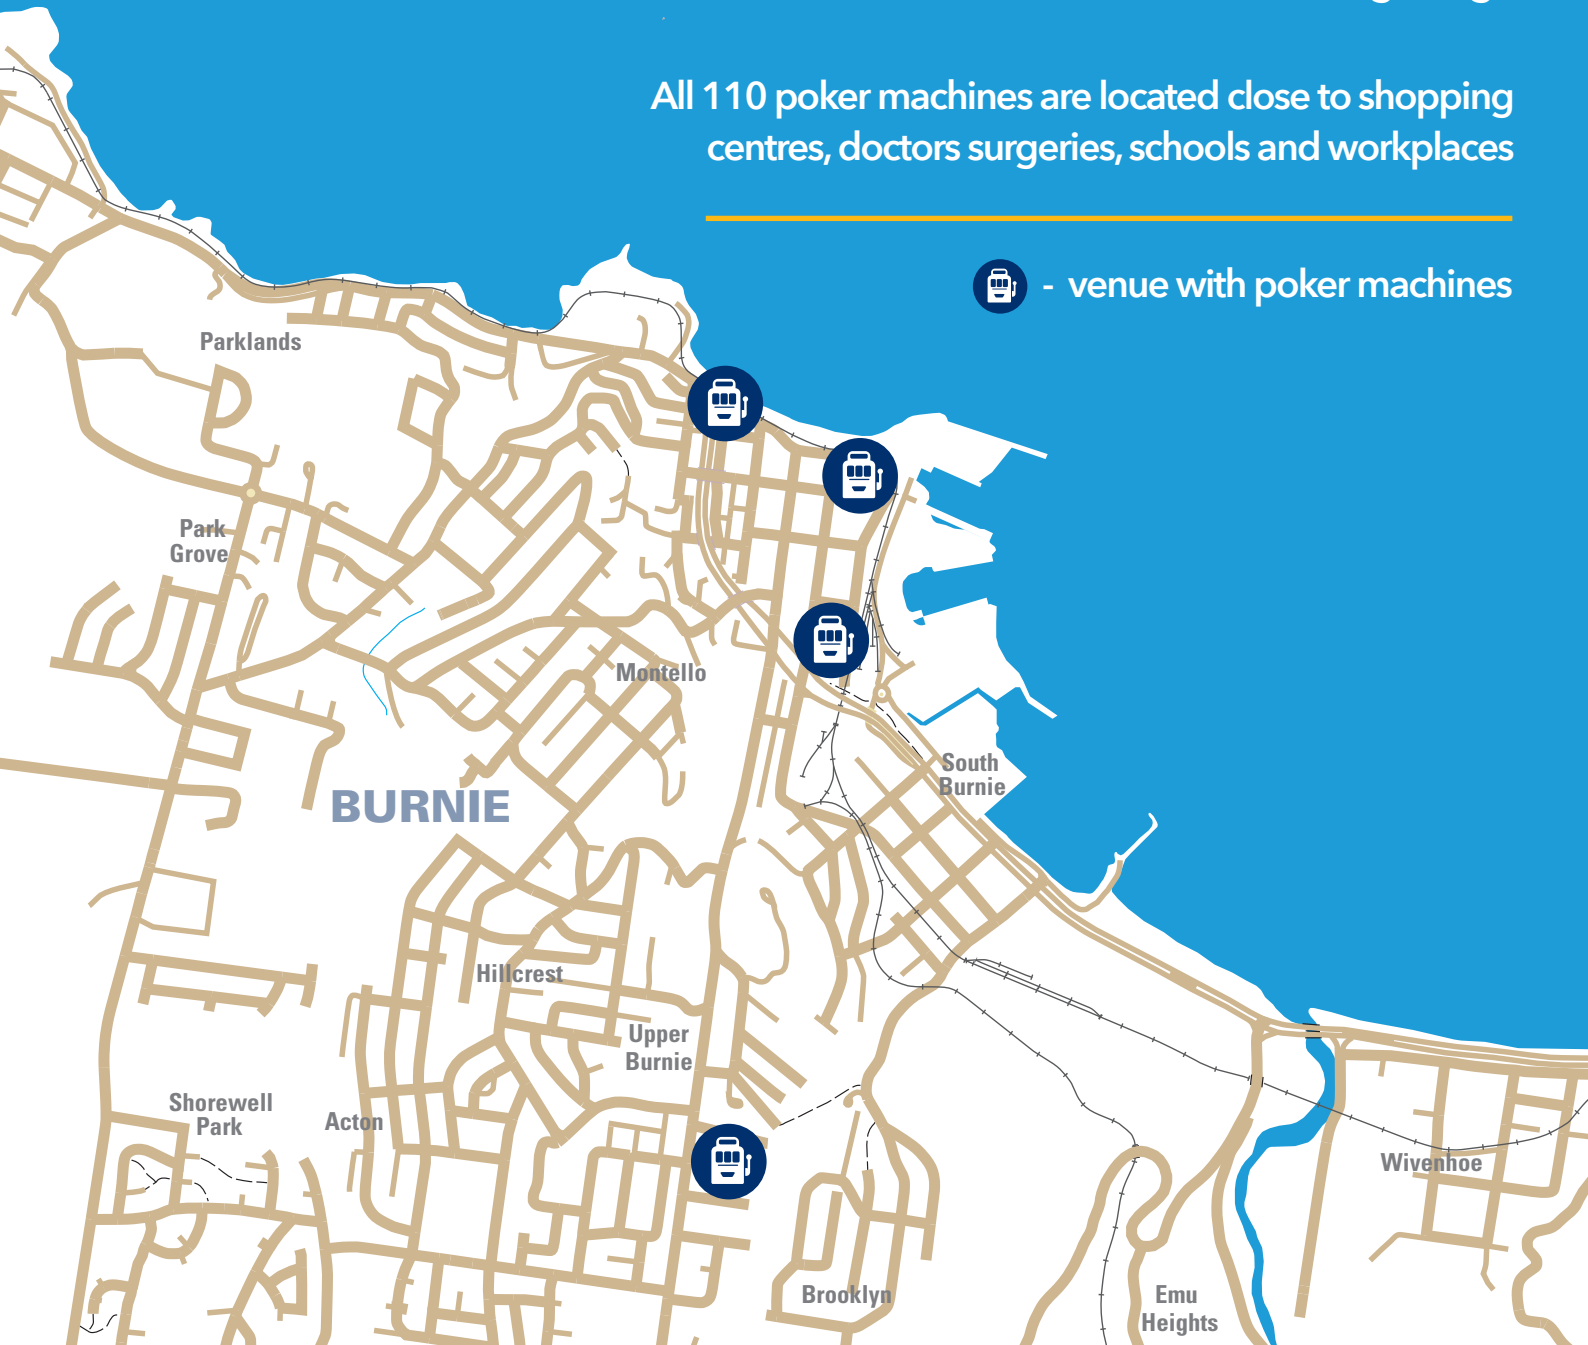 All 110 poker machines are located close to shopping
centres, doctors surgeries, schools and workplaces
- venue with poker machines
Parklands
Park
Grove
Montello
South
Burnie
BURNIE
Hillcrest
Upper
Burnie
Shorewell
Park
Acton
Wivenhoe
Brooklyn
Emu
Heights